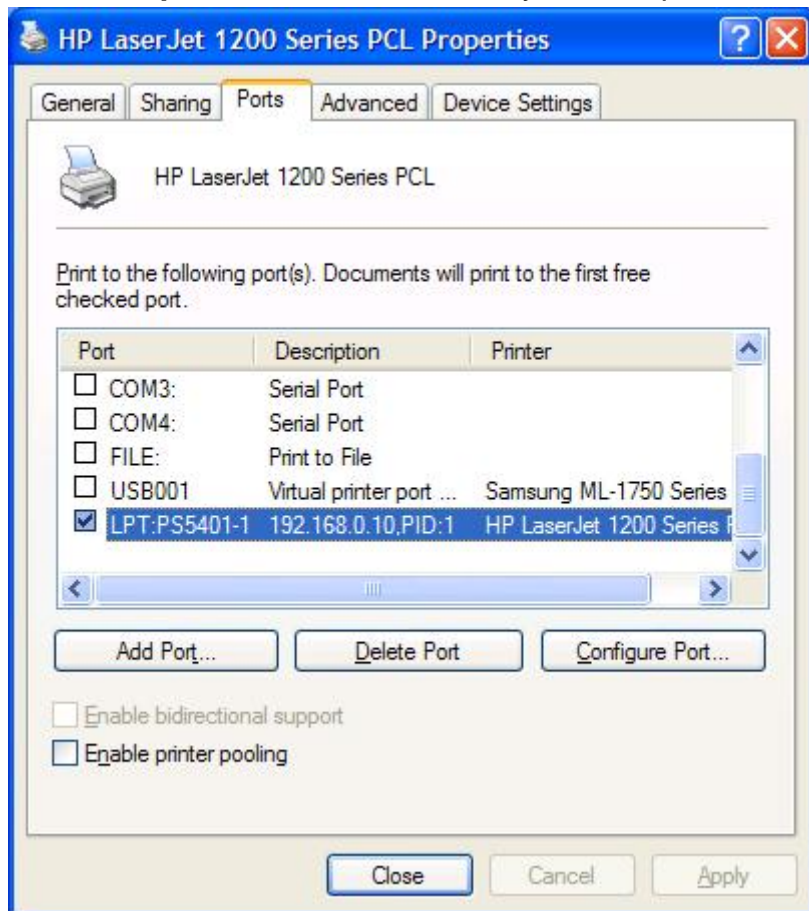 HP LaserJet 1200 Series PCL Properties
General Sharing Ports Advanced Device Settings
HP LaserJet 1200 Series PCL
Print to the following port(s). Documents will print to the first free
checked port.
Port Description Printer
COM3: Serial Port
COM4: Serial Port
FILE: Print to File
USB001 Virtual printer port ... Samsung ML-1750 Series
LPT:PS5401-1 192.168.0.10,PID:1 HP LaserJet 1200 Series
Add Port... Delete Port Configure Port...
Enable bidirectional support
Enable printer pooling
Close Cancel Apply